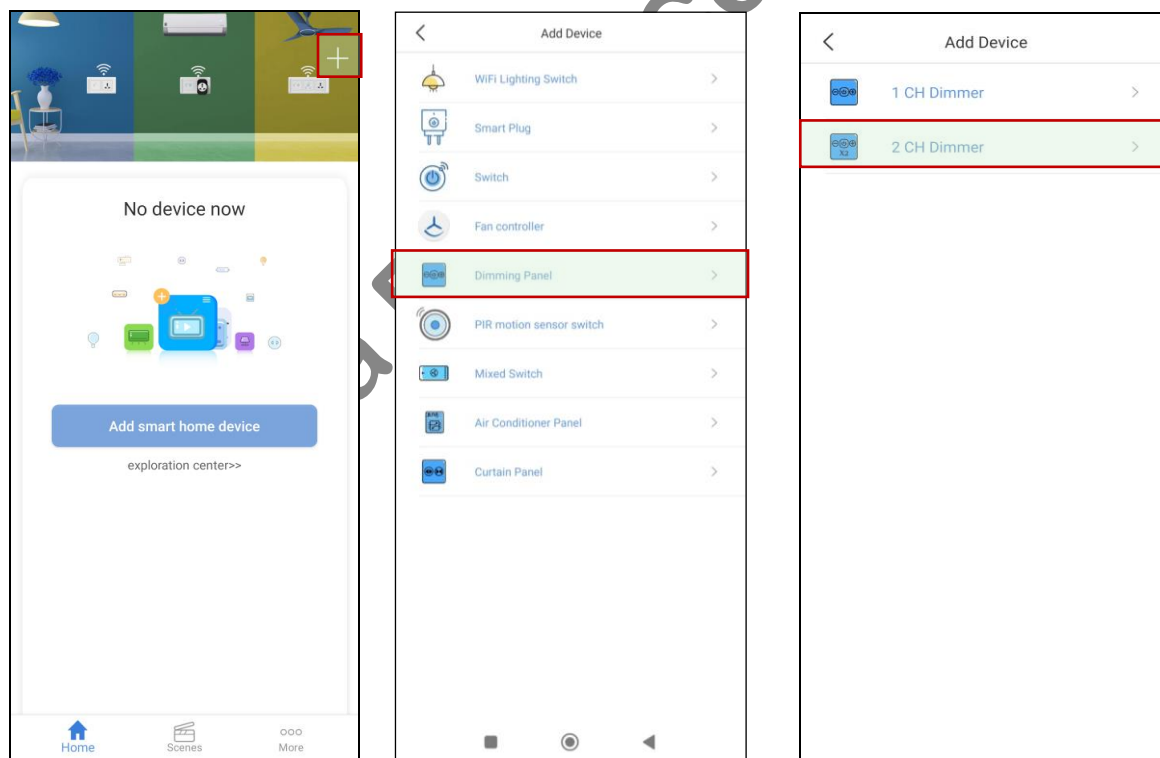 No device now
Add smart home device
exploration center>>
Home
Scenes
More
Add Device
WiFi Lighting Switch
Smart Plug
Switch
Fan controller
Dimming Panel
PIR motion sensor switch
Mixed Switch
Air Conditioner Panel
Curtain Panel
Add Device
1 CH Dimmer
X2
2 CH Dimmer